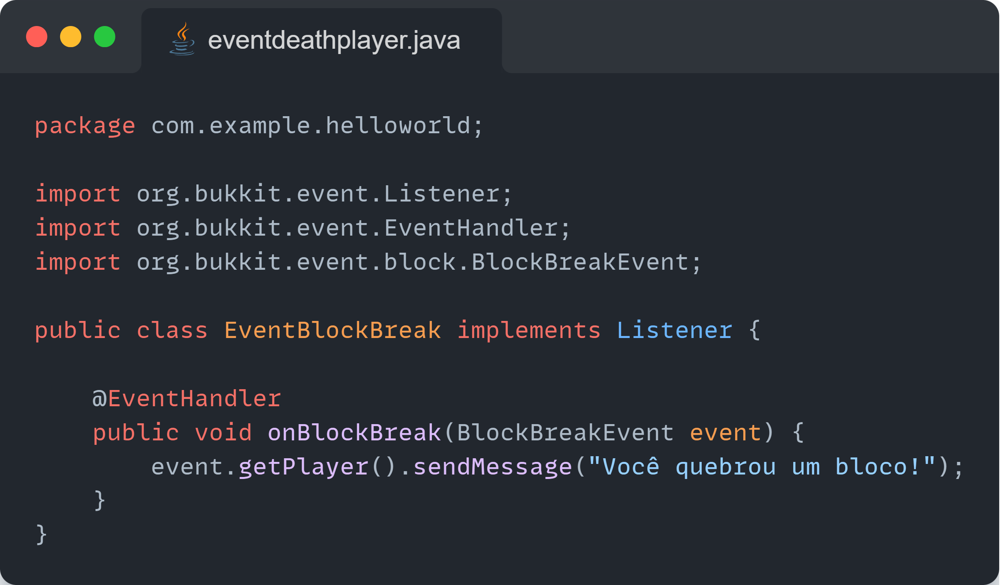 eventdeathplayer.java
package com.example.helloworld;
import org.bukkit.event.Listener;
import org.bukkit.event.EventHandler;
import org.bukkit.event.block.BlockBreakEvent;
public class EventBlockBreak implements Listener {
@EventHandler
public void onBlockBreak(BlockBreakEvent event) {
event.getPlayer().sendMessage("Você quebrou um bloco!");
}
}